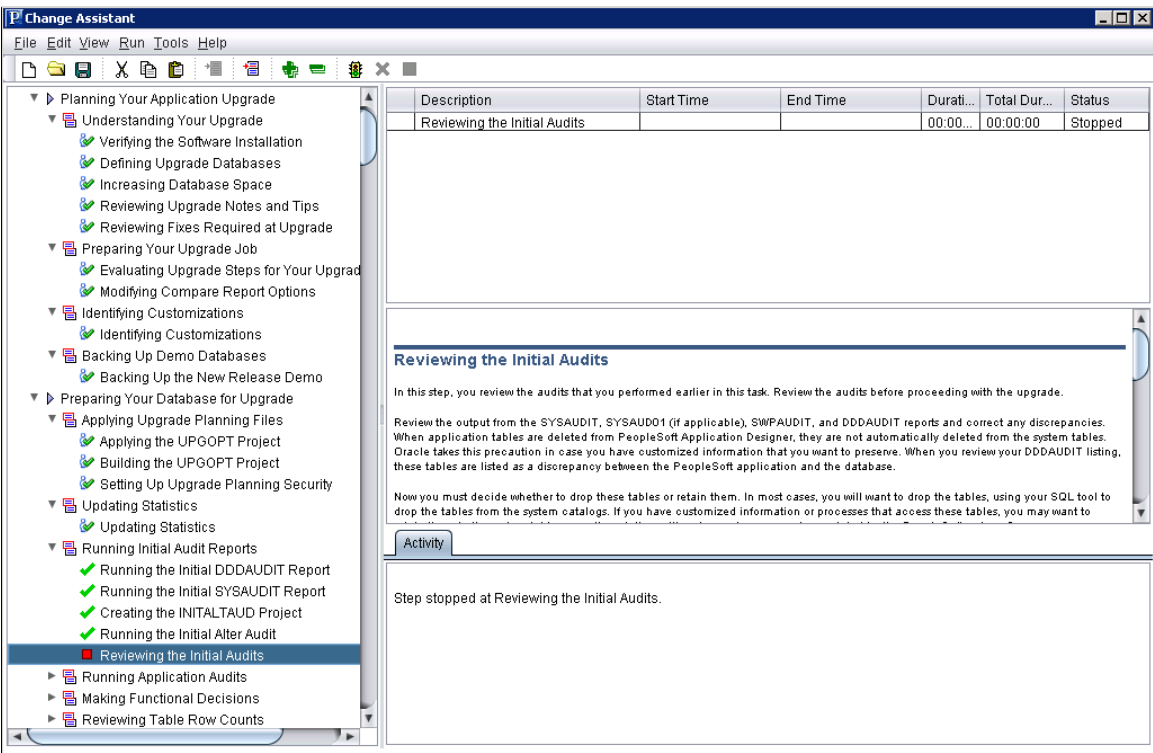 Change Assistant
File Edit View Run Tools Help
Planning Your Application Upgrade
Understanding Your Upgrade
Verifying the Software Installation
Defining Upgrade Databases
Increasing Database Space
Reviewing Upgrade Notes and Tips
Reviewing Fixes Required at Upgrade
Preparing Your Upgrade Job
Evaluating Upgrade Steps for Your Upgrad
Modifying Compare Report Options
Identifying Customizations
Identifying Customizations
Backing Up Demo Databases
Backing Up the New Release Demo
Preparing Your Database for Upgrade
Applying Upgrade Planning Files
Applying the UPGOPT Project
Building the UPGOPT Project
Setting Up Upgrade Planning Security
Updating Statistics
Updating Statistics
Running Initial Audit Reports
Running the Initial DDDAUDIT Report
Running the Initial SYSAUDIT Report
Creating the INITALTAUD Project
Running the Initial Alter Audit
Reviewing the Initial Audits
Running Application Audits
Making Functional Decisions
Reviewing Table Row Counts
Description Start Time End Time Durati... Total Dur... Status
Reviewing the Initial Audits 00:00... 00:00:00 Stopped
Reviewing the Initial Audits
In this step, you review the audits that you performed earlier in this task. Review the audits before proceeding with the upgrade.
Review the output from the SYSAUDIT, SYSAUD01 (if applicable), SWPAUDIT, and DDDAUDIT reports and correct any discrepancies.
When application tables are deleted from PeopleSoft Application Designer, they are not automatically deleted from the system tables.
Oracle takes this precaution in case you have customized information that you want to preserve. When you review your DDDAUDIT listing,
these tables are listed as a discrepancy between the PeopleSoft application and the database.
Now you must decide whether to drop these tables or retain them. In most cases, you will want to drop the tables, using your SQL tool to
drop the tables from the system catalogs. If you have customized information or processes that access these tables, you may want to
Activity
Step stopped at Reviewing the Initial Audits.